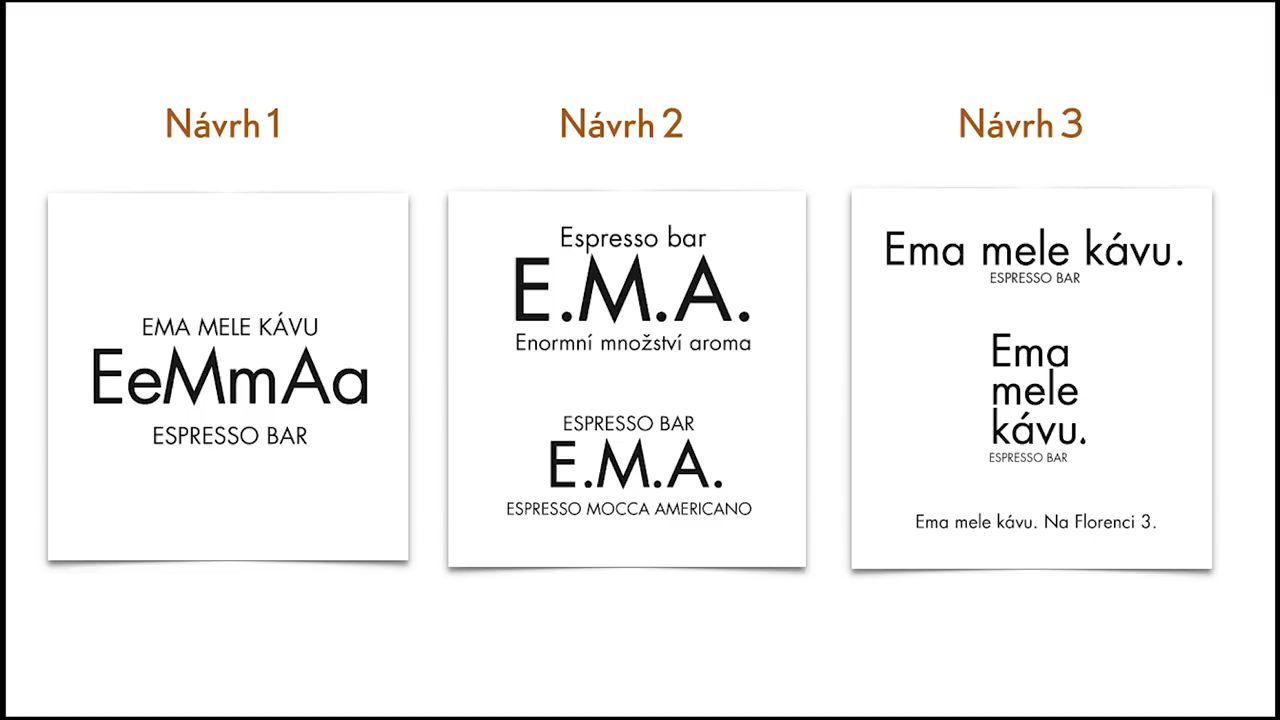 Návrh 1
EMA MELE KÁVU
EeMmAa
ESPRESSO BAR
Návrh 2
Espresso bar
E.M.A.
Enormní množství aroma
ESPRESSO BAR
E.M.A.
ESPRESSO MOCCA AMERICANO
Návrh 3
Ema mele kávu.
ESPRESSO BAR
Ema
mele
kávu.
ESPRESSO BAR
Ema mele kávu. Na Florenci 3.